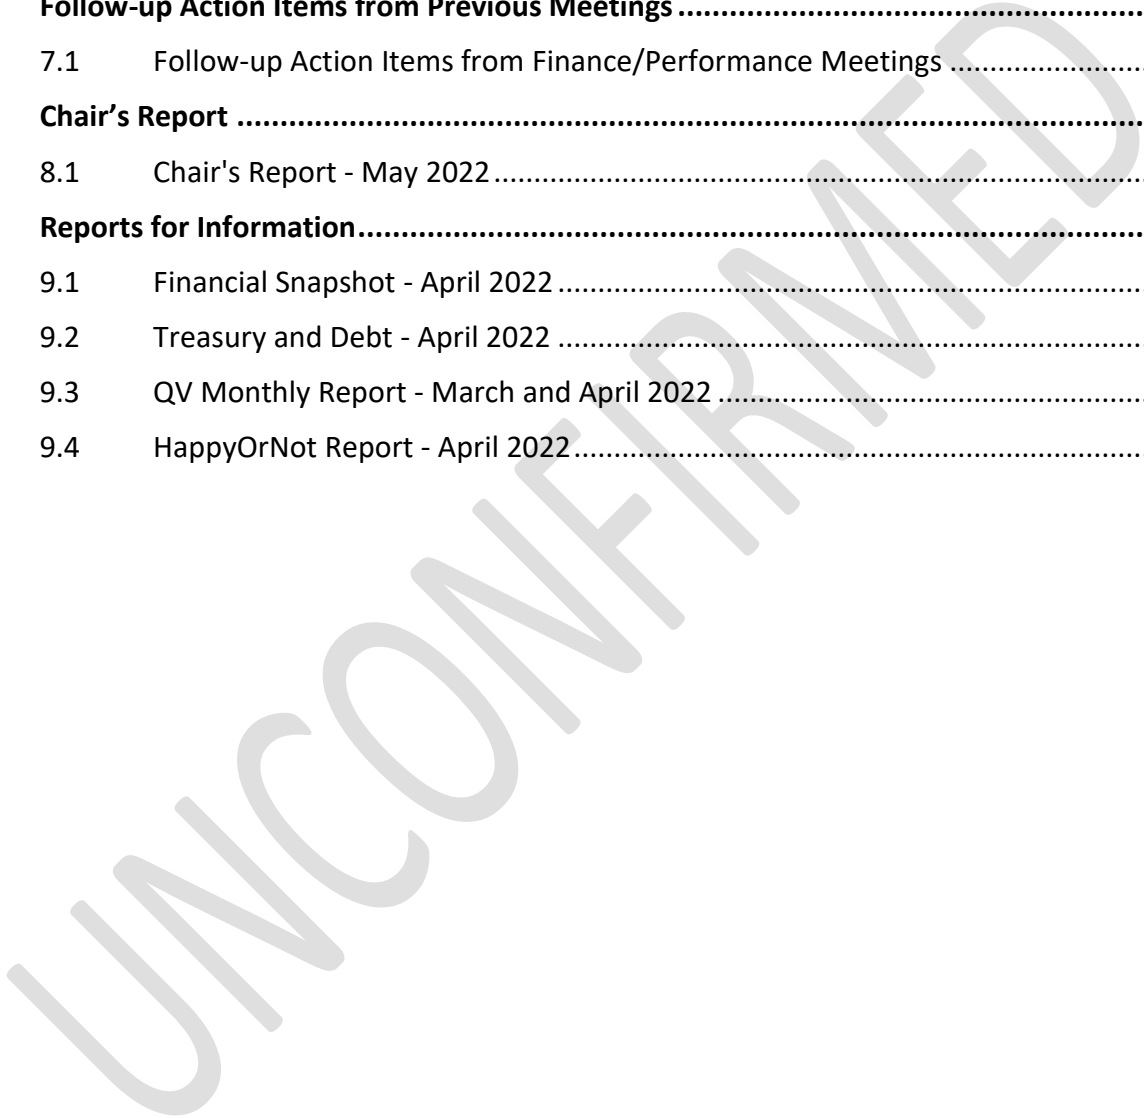 Follow-up Action Items from Previous Meetings ..........................................................
7.1 Follow-up Action Items from Finance/Performance Meetings ........................
Chair’s Report ..............................................................................................................
8.1 Chair's Report - May 2022 ..................................................................................
Reports for Information ................................................................................................
9.1 Financial Snapshot - April 2022 ..........................................................................
9.2 Treasury and Debt - April 2022 ..........................................................................
9.3 QV Monthly Report - March and April 2022 ......................................................
9.4 HappyOrNot Report - April 2022 ........................................................................
UNCONFIRMED